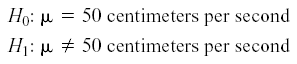 H₀: μ = 50 centimeters per second
H₁: μ ≠ 50 centimeters per second